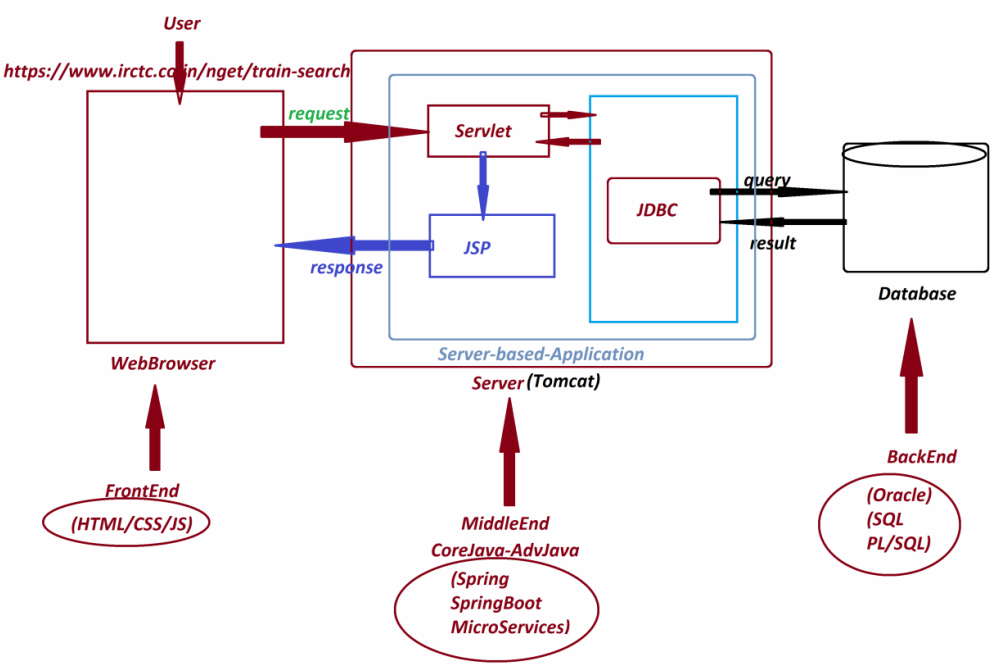 User
https://www.irctc.co.in/nget/train-search
request
Servlet
query
JDBC
JSP
result
response
Database
Server-based-Application
WebBrowser
Server (Tomcat)
BackEnd
FrontEnd
(Oracle)
(HTML/CSS/JS)
(SQL
MiddleEnd
PL/SQL)
CoreJava-AdvJava
(Spring
SpringBoot
MicroServices)